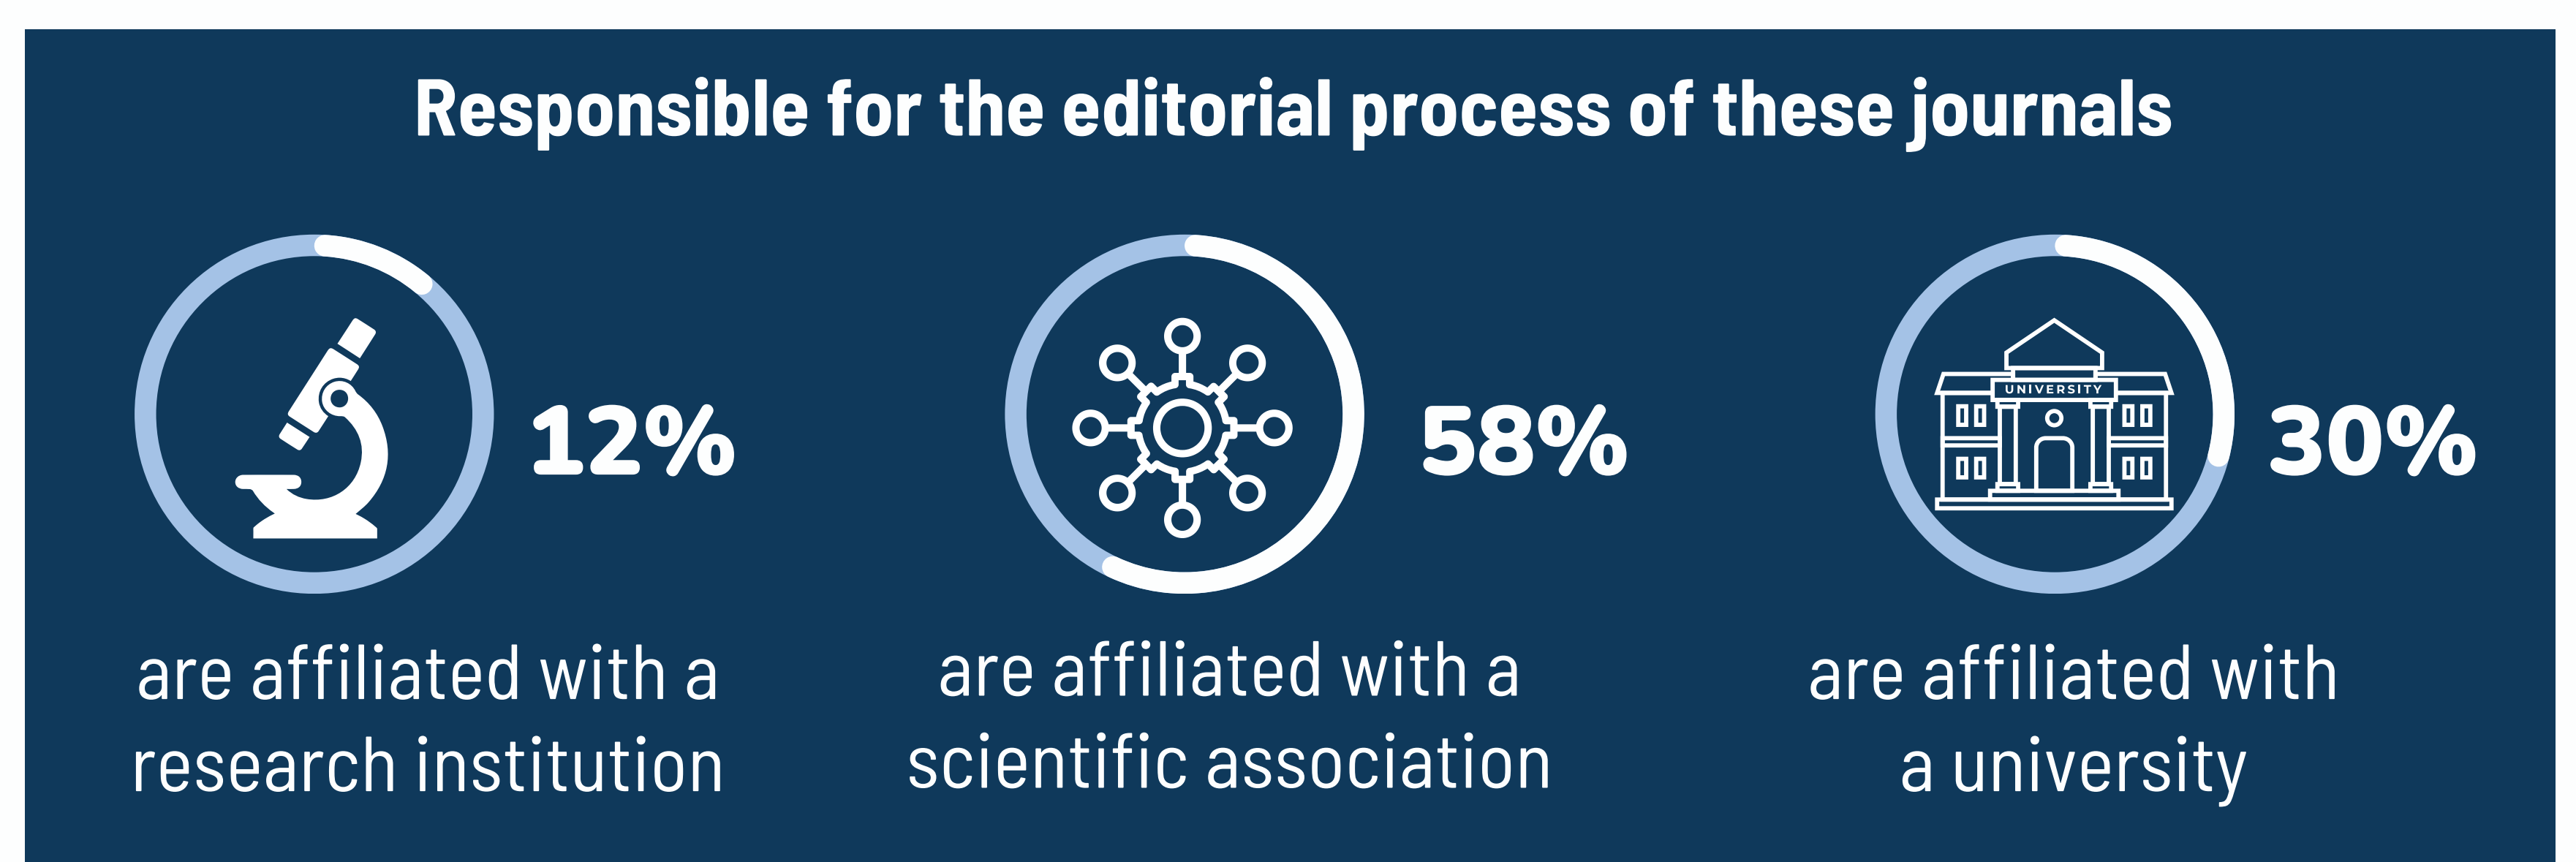 Responsible for the editorial process of these journals
12%
are affiliated with a
research institution
58%
are affiliated with a
scientific association
UNIVERSITY
30%
are affiliated with
a university